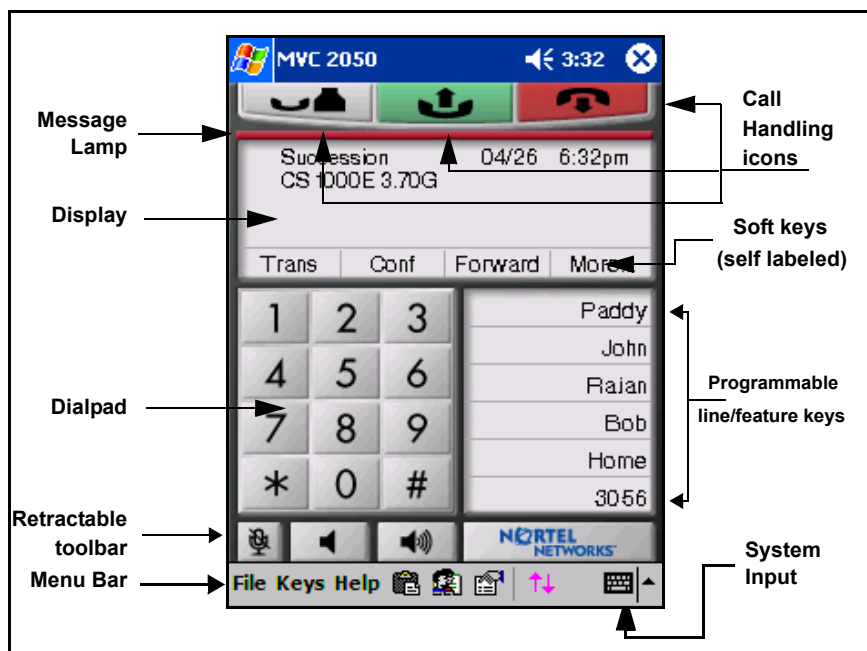 MVC 2050 3:32
Message
Lamp
Call
Handling
icons
Succession 04/26 6:32pm
CS 1000E 3.70G
Display
Soft keys
(self labeled)
Trans Conf Forward More..
1 2 3
4 5 6
7 8 9
* 0 #
Dialpad
Paddy
John
Rajan
Bob
Home
3056
Programmable
line/feature keys
Retractable
toolbar
NORTEL
NETWORKS
Menu Bar
File Keys Help
System
Input